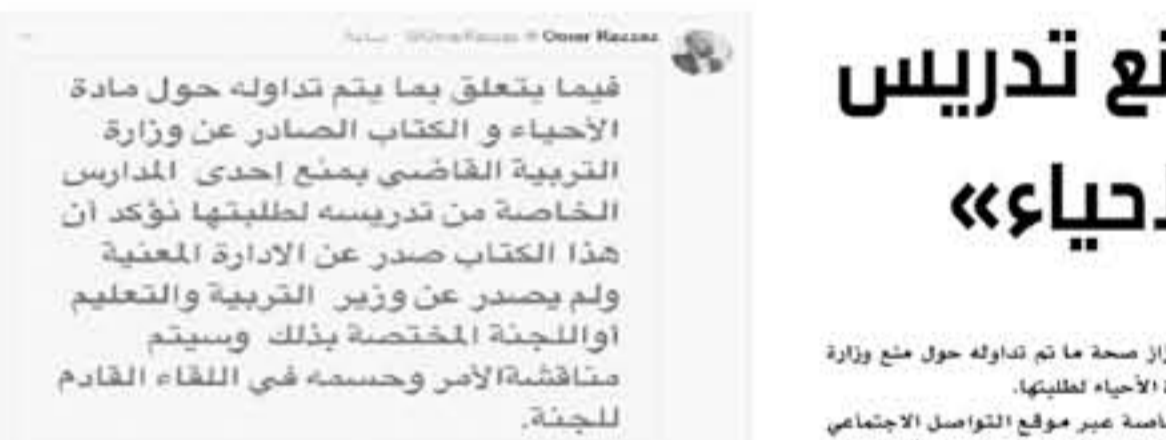 نع تدريس
حياء»
راز صحة ما تم تداوله حول منع وزارة
الأحياء لطلبتها.
اصة عبر موقع التواصل الاجتماعي
Omer Razzaz
فيما يتعلق بما يتم تداوله حول مادة
الأحياء و الكتاب الصادر عن وزارة
التربية القاضي بمنع إحدى المدارس
الخاصة من تدريسه لطلبتها نؤكد أن
هذا الكتاب صدر عن الادارة المعنية
ولم يصدر عن وزير التربية والتعليم
أواللجنة المختصة بذلك وسيتم
مناقشةالأمر وحسمه في اللقاء القادم
للجنة.